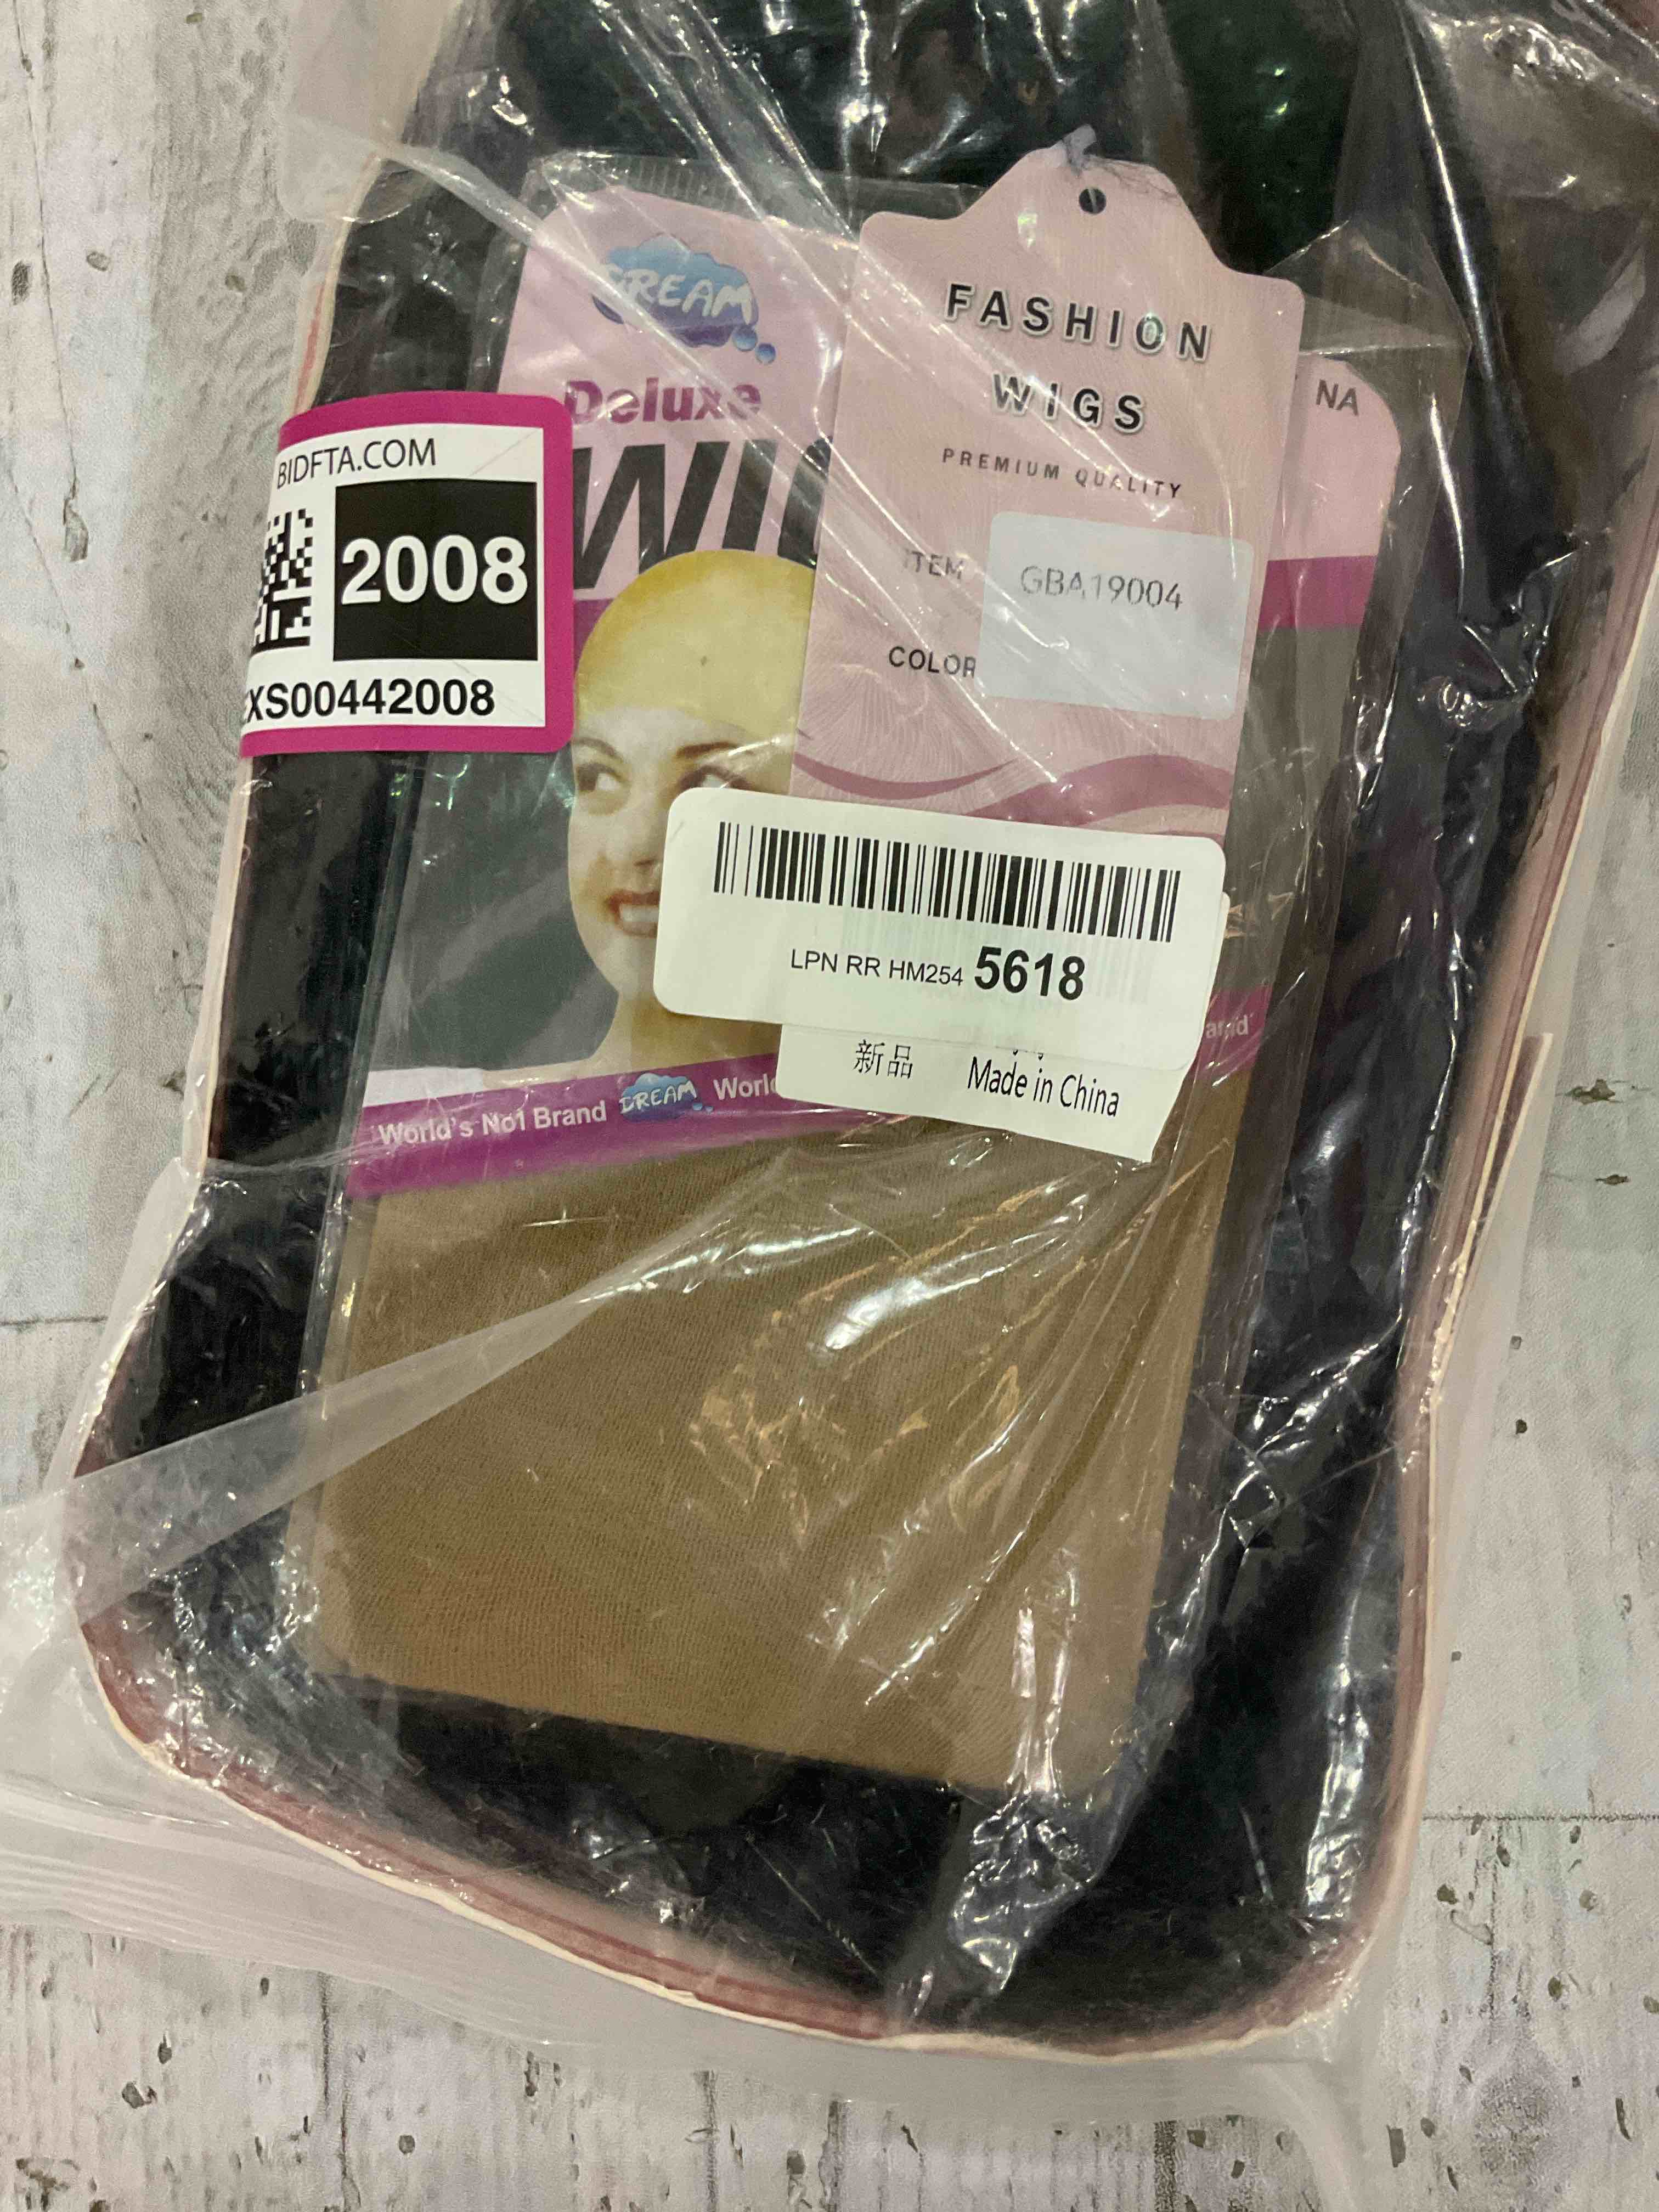 DREAM
Deluxe
FASHION
WIGS
PREMIUM QUALITY
ITEM
GBA19004
COLOR
NA
BIDFTA.COM
2008
XS00442008
LPN RR HM254 5618
新品
Made in China
World's No1 Brand
DREAM